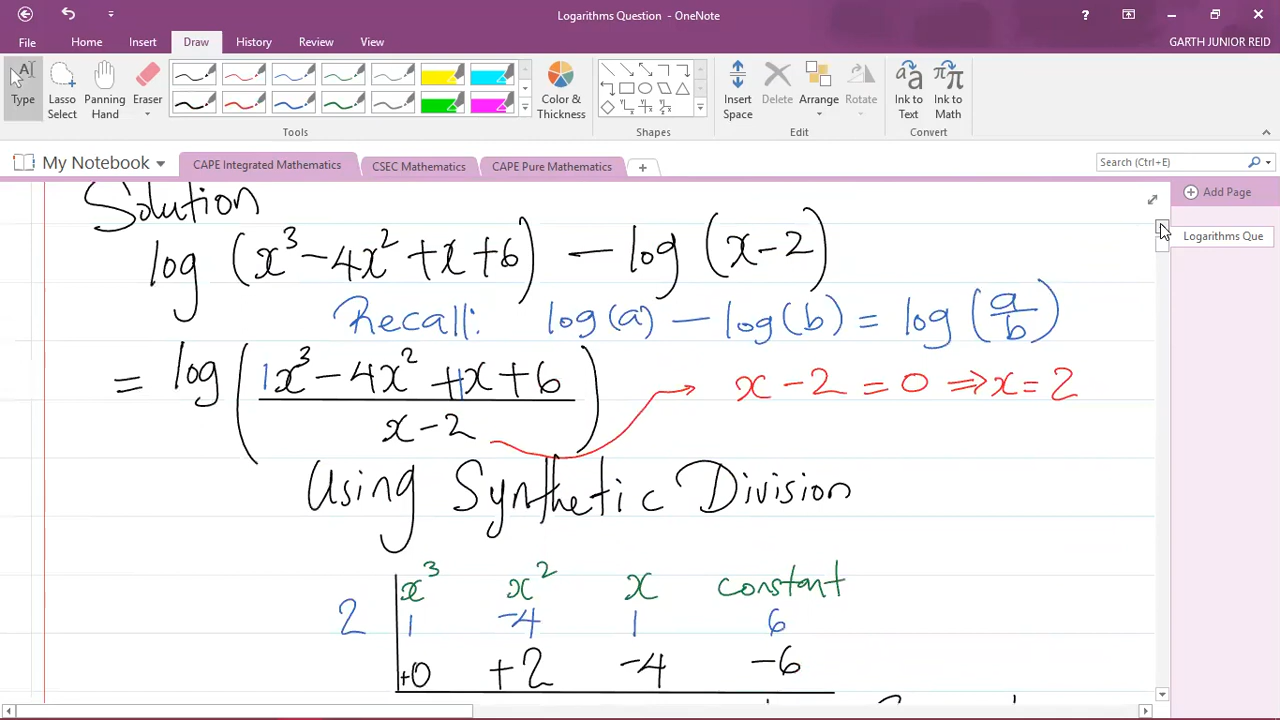 Logarithms Question - OneNote
File Home Insert Draw History Review View
GARTH JUNIOR REID
Type
Lasso Select
Panning Hand
Eraser
Color & Thickness
Insert Space
Delete
Arrange
Rotate
Ink to Text
Ink to Math
Tools Shapes Edit Convert
My Notebook
CAPE Integrated Mathematics
CSEC Mathematics
CAPE Pure Mathematics
Search (Ctrl+E)
Add Page
Logarithms Que
Solution
log (x³ − 4x² + x + 6) − log (x − 2)
Recall: log(a) − log(b) = log (a/b)
= log ((1x³ − 4x² + 1x + 6)/(x − 2))
x − 2 = 0 ⇒ x = 2
Using Synthetic Division
x³ x² x constant
2 1 −4 1 6
+0 +2 −4 −6